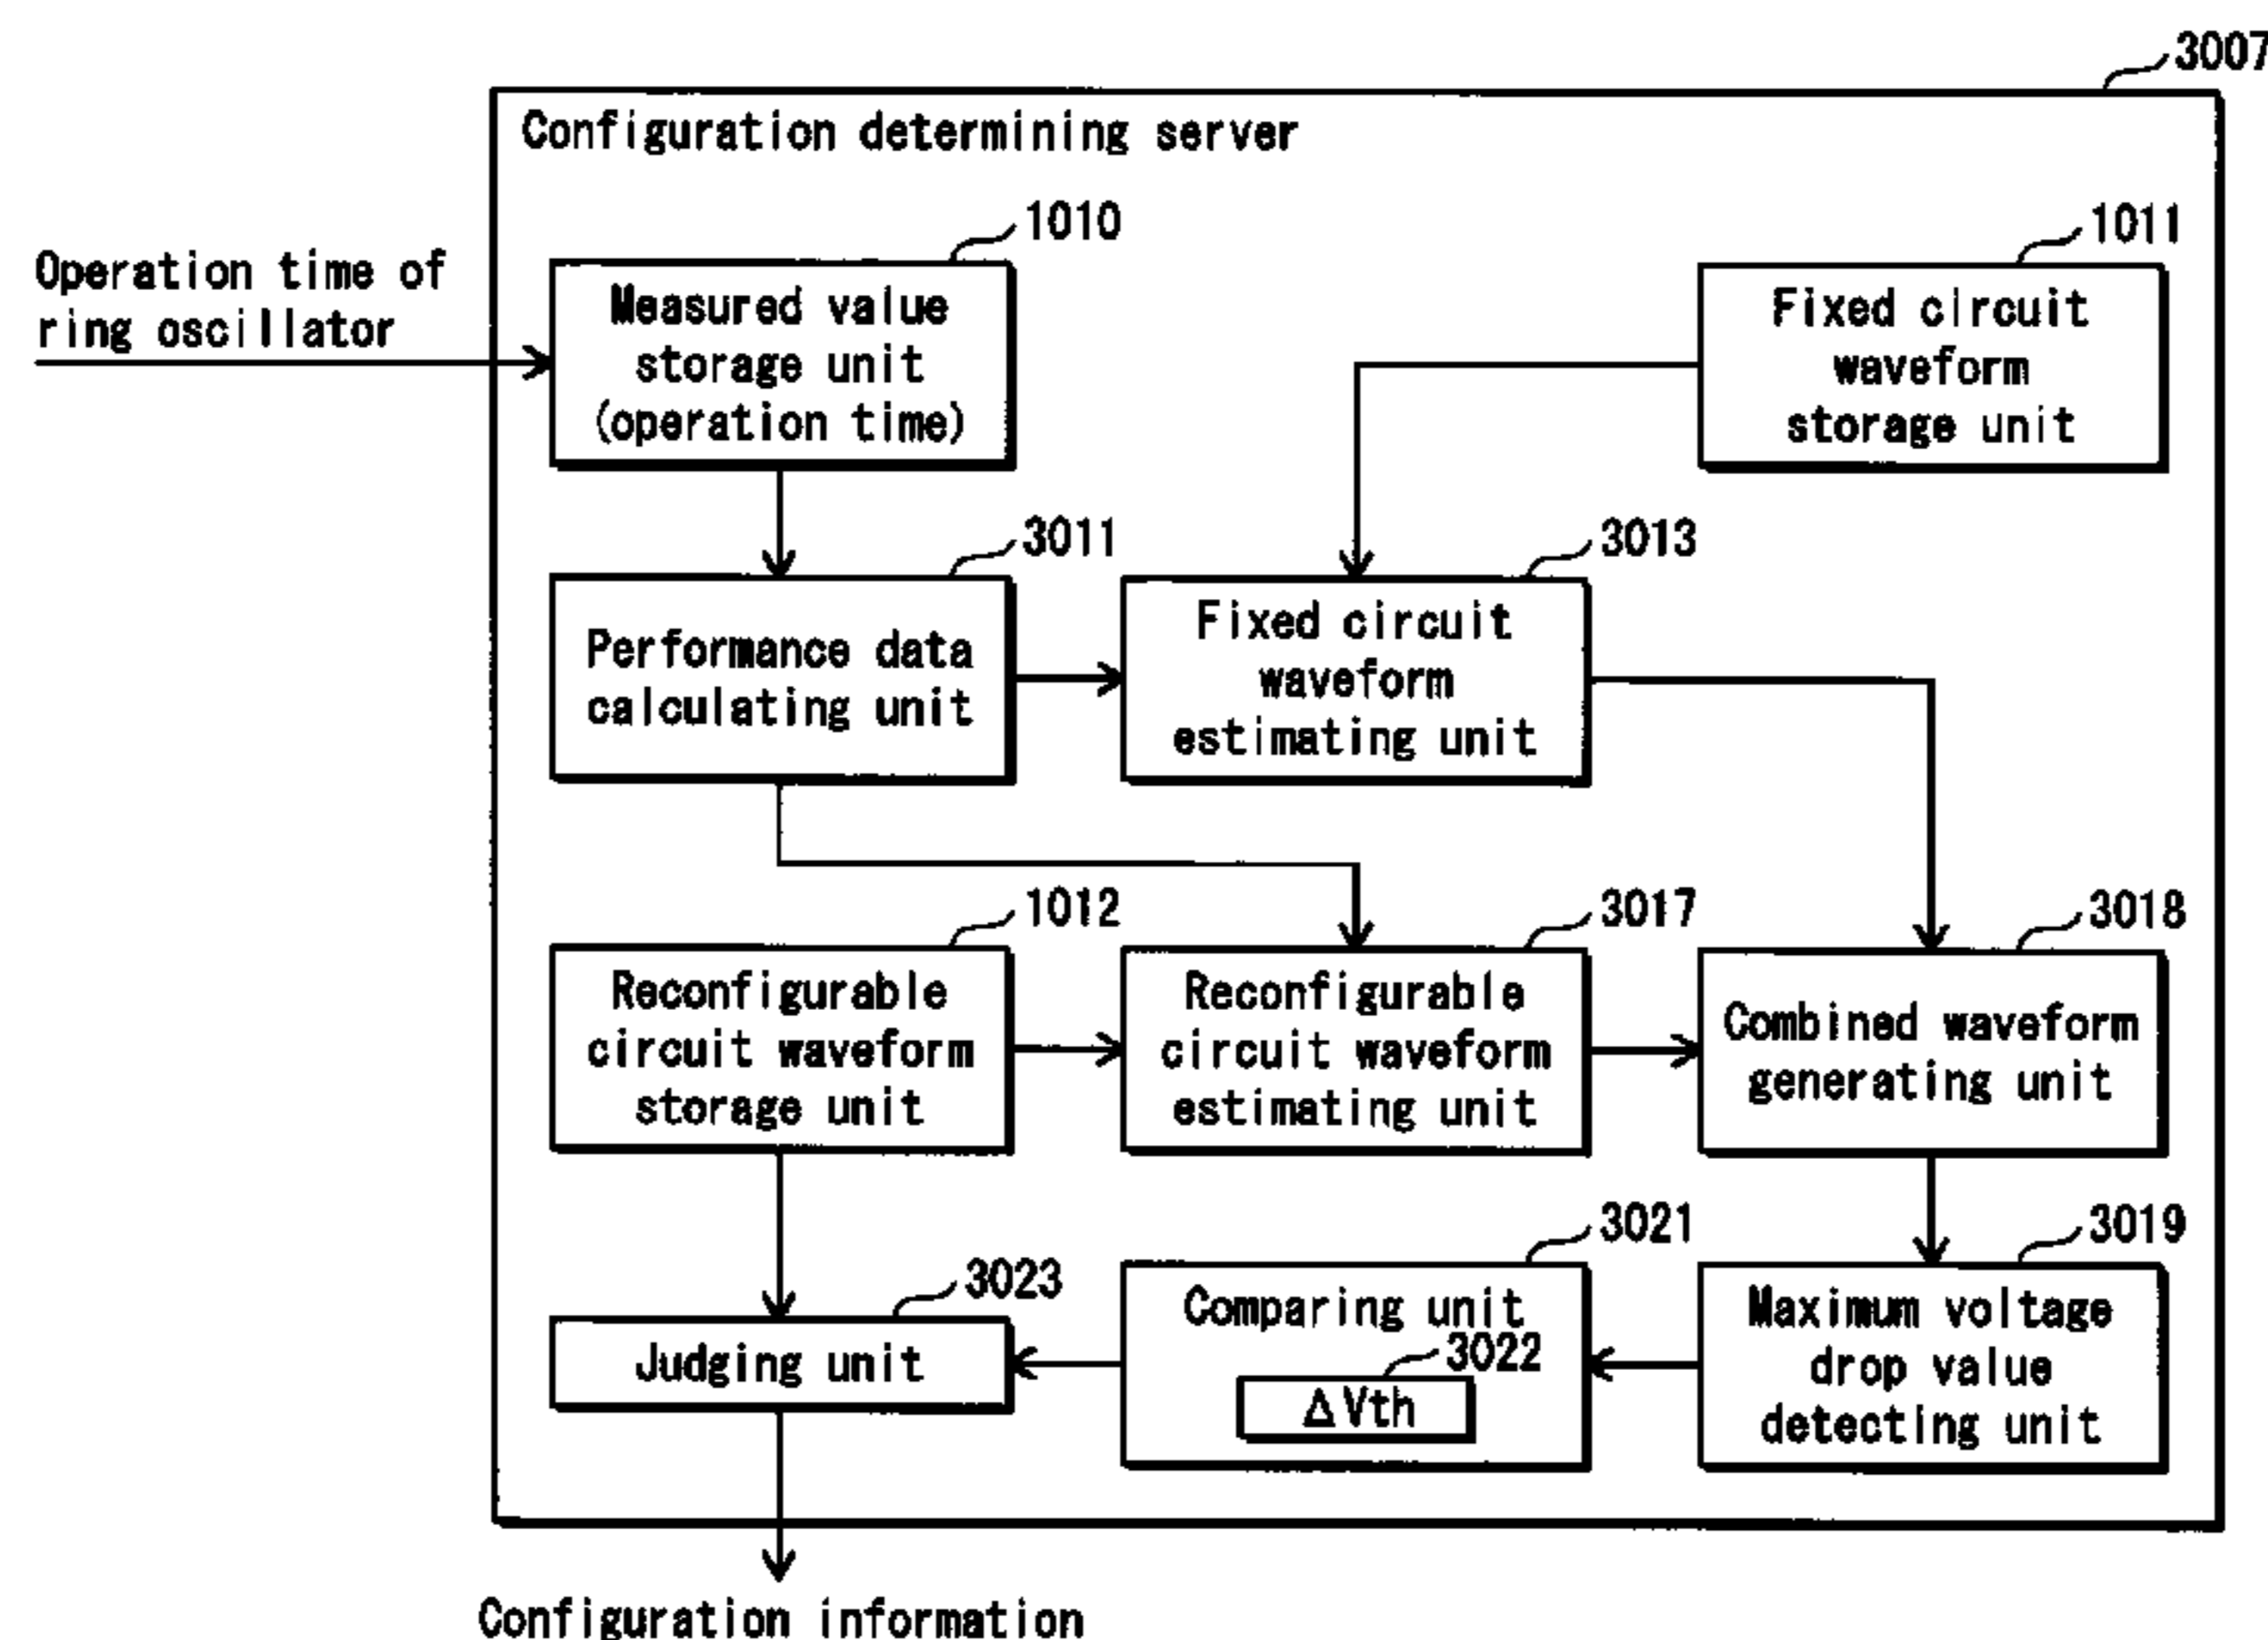 3007
Configuration determining server
1010
1011
Operation time of
ring oscillator
Measured value
storage unit
(operation time)
Fixed circuit
waveform
storage unit
3011
3013
Performance data
calculating unit
Fixed circuit
waveform
estimating unit
1012
3017
3018
Reconfigurable
circuit waveform
storage unit
Reconfigurable
circuit waveform
estimating unit
Combined waveform
generating unit
3023
3021
3019
Judging unit
Comparing unit
3022
ΔVth
Maximum voltage
drop value
detecting unit
Configuration information